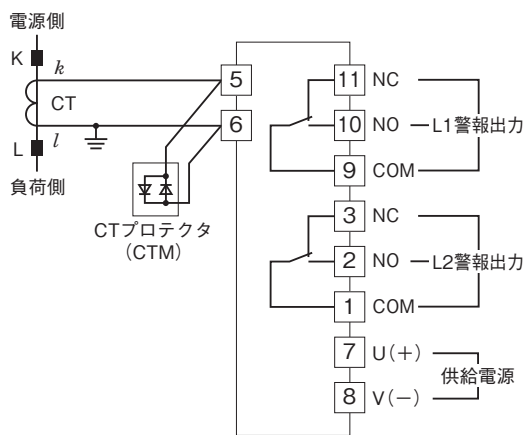 電源側
K
k
CT
l
L
負荷側
CTプロテクタ
（CTM）
5
6
11 NC
10 NO L1警報出力
9 COM
3 NC
2 NO L2警報出力
1 COM
7 U（＋）
供給電源
8 V（－）